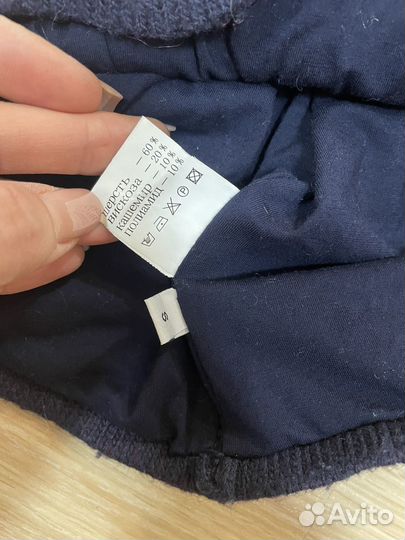 шерсть – 60%
вискоза – 20%
кашемир – 10%
полиамид – 10%
S
Avito